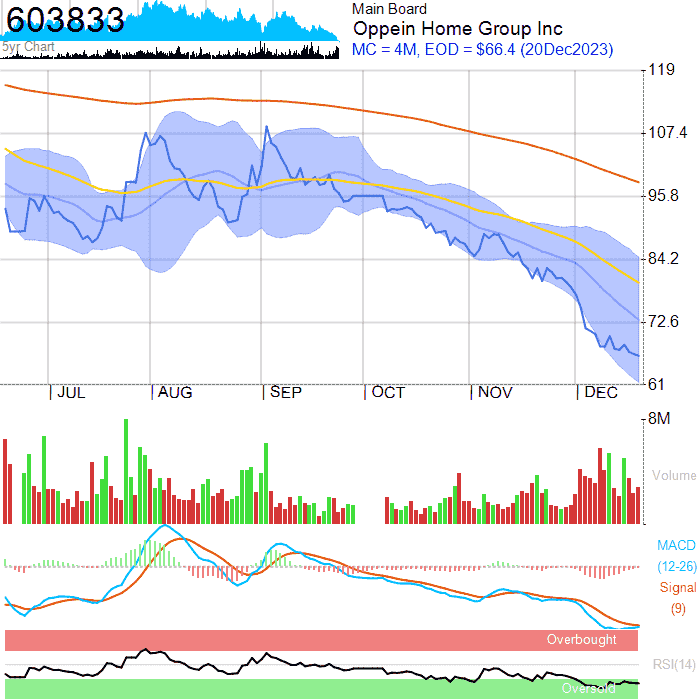 603833
5yr Chart
Main Board
Oppein Home Group Inc
MC = 4M, EOD = $66.4 (20Dec2023)
119
107.4
95.8
84.2
72.6
61
JUL
AUG
SEP
OCT
NOV
DEC
8M
Volume
MACD
(12-26)
Signal
(9)
Overbought
RSI(14)
Oversold